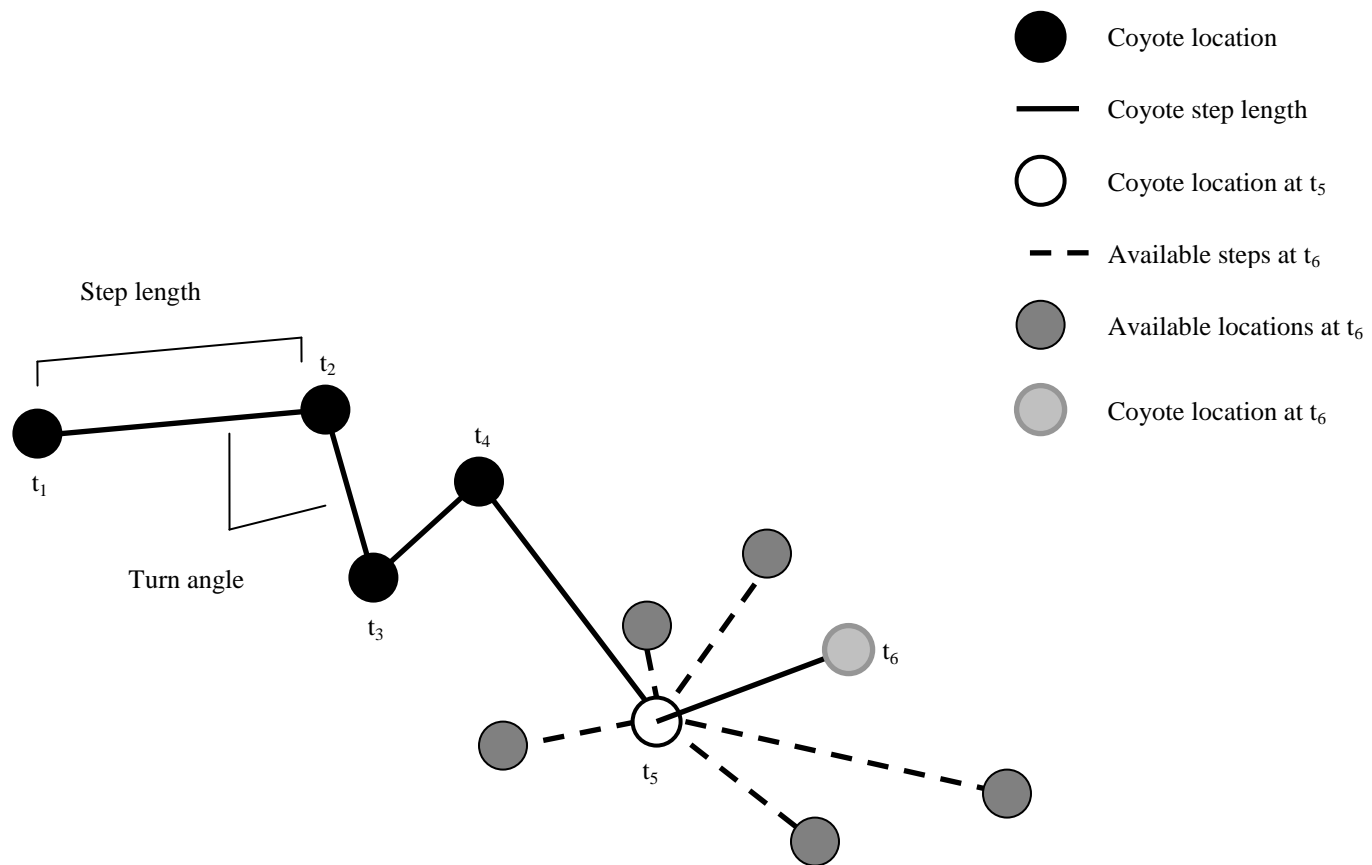 Coyote location
Coyote step length
Coyote location at t₅
Available steps at t₆
Available locations at t₆
Coyote location at t₆
Step length
t₂
t₁
t₄
Turn angle
t₃
t₆
t₅